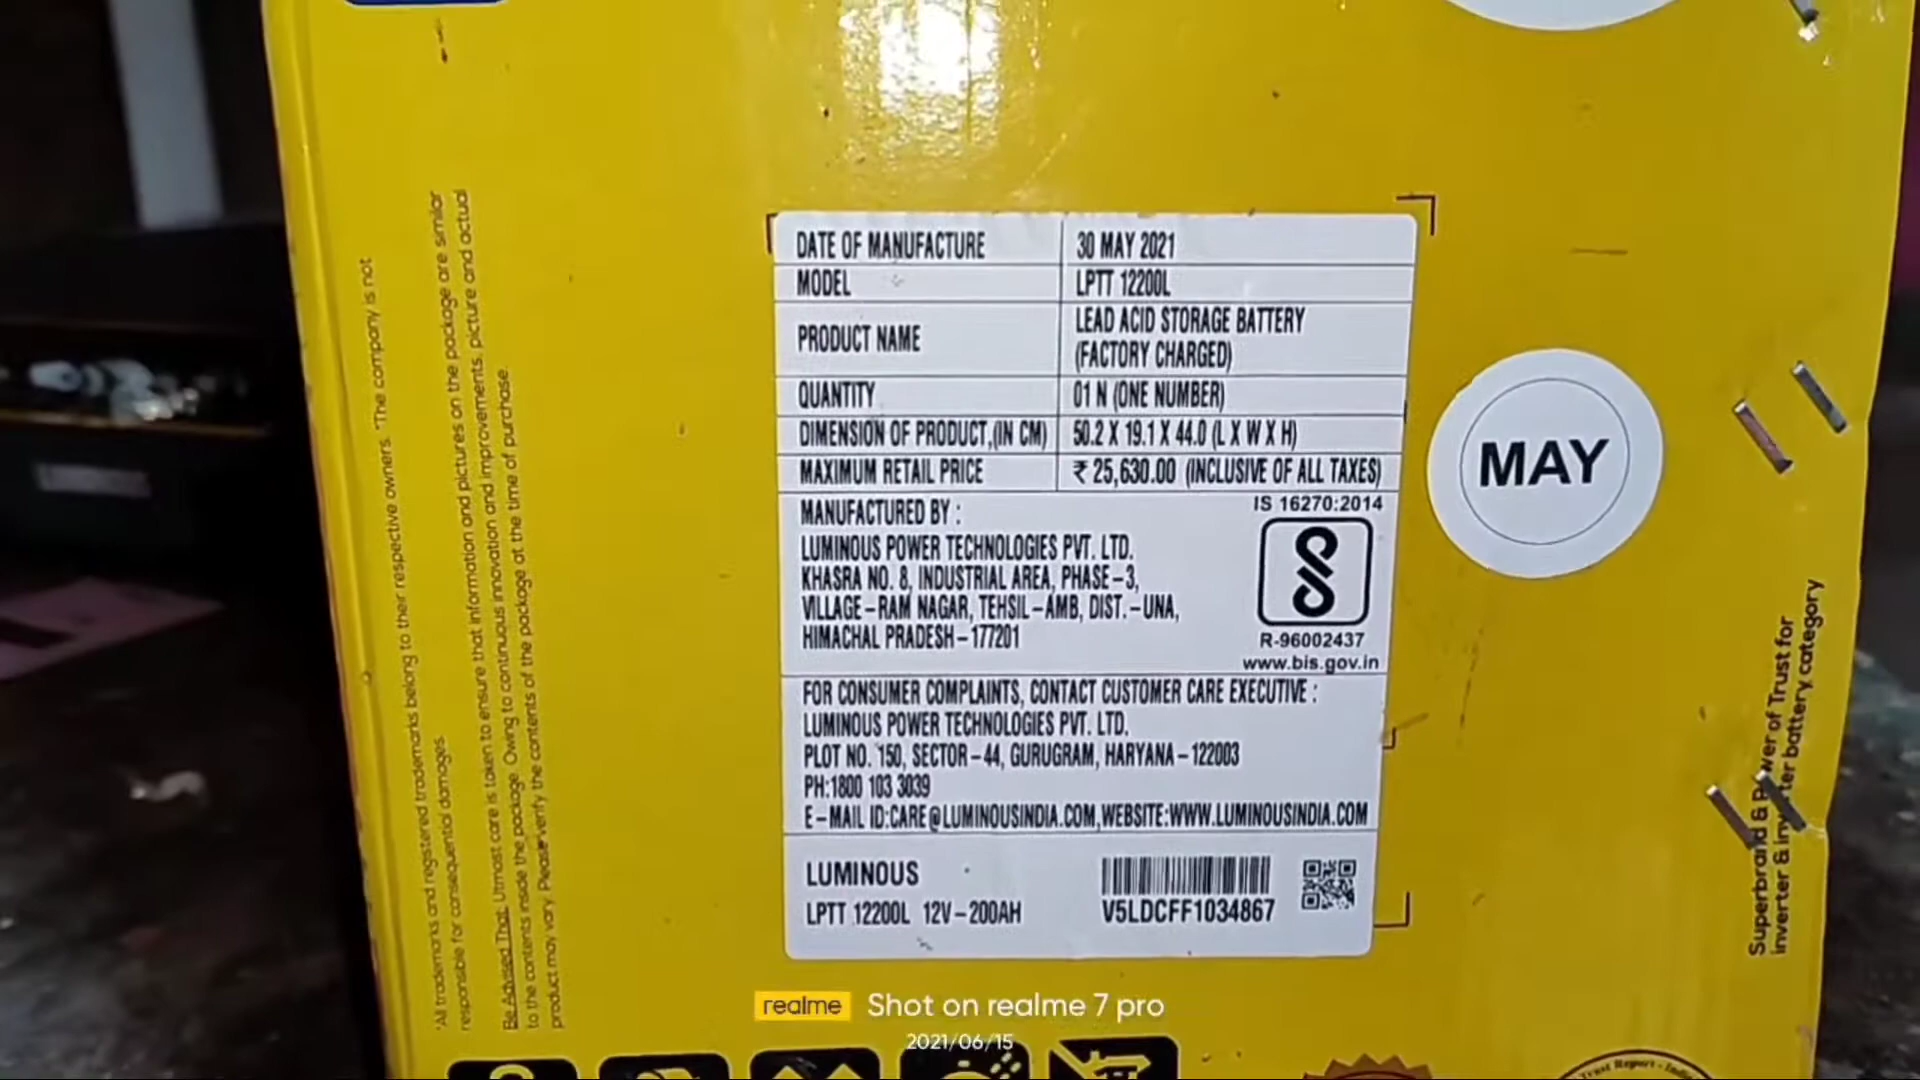 DATE OF MANUFACTURE 30 MAY 2021
MODEL LPTT 12200L
PRODUCT NAME LEAD ACID STORAGE BATTERY
(FACTORY CHARGED)
QUANTITY 01 N (ONE NUMBER)
DIMENSION OF PRODUCT,(IN CM) 50.2 X 19.1 X 44.0 (L X W X H)
MAXIMUM RETAIL PRICE ₹ 25,630.00 (INCLUSIVE OF ALL TAXES)
MANUFACTURED BY :
LUMINOUS POWER TECHNOLOGIES PVT. LTD.
KHASRA NO. 8, INDUSTRIAL AREA, PHASE-3,
VILLAGE-RAM NAGAR, TEHSIL-AMB, DIST.-UNA,
HIMACHAL PRADESH-177201
IS 16270:2014
R-96002437
www.bis.gov.in
FOR CONSUMER COMPLAINTS, CONTACT CUSTOMER CARE EXECUTIVE :
LUMINOUS POWER TECHNOLOGIES PVT. LTD.
PLOT NO. 150, SECTOR-44, GURUGRAM, HARYANA-122003
PH:1800 103 3039
E-MAIL ID:CARE@LUMINOUSINDIA.COM,WEBSITE:WWW.LUMINOUSINDIA.COM
LUMINOUS
LPTT 12200L 12V-200AH
V5LDCFF1034867
MAY
*All trademarks and registered trademarks belong to their respective owners. *The company is not
responsible for consequential damages.
Be Advised That: Utmost care is taken to ensure that information and pictures on the package are similar
to the contents inside the package. Owing to continuous innovation and improvements, picture and actual
product may vary. Please verify the contents of the package at the time of purchase.
Superbrand & Power of Trust for
inverter & inverter battery category
realme Shot on realme 7 pro
2021/06/15
Trust Report - India